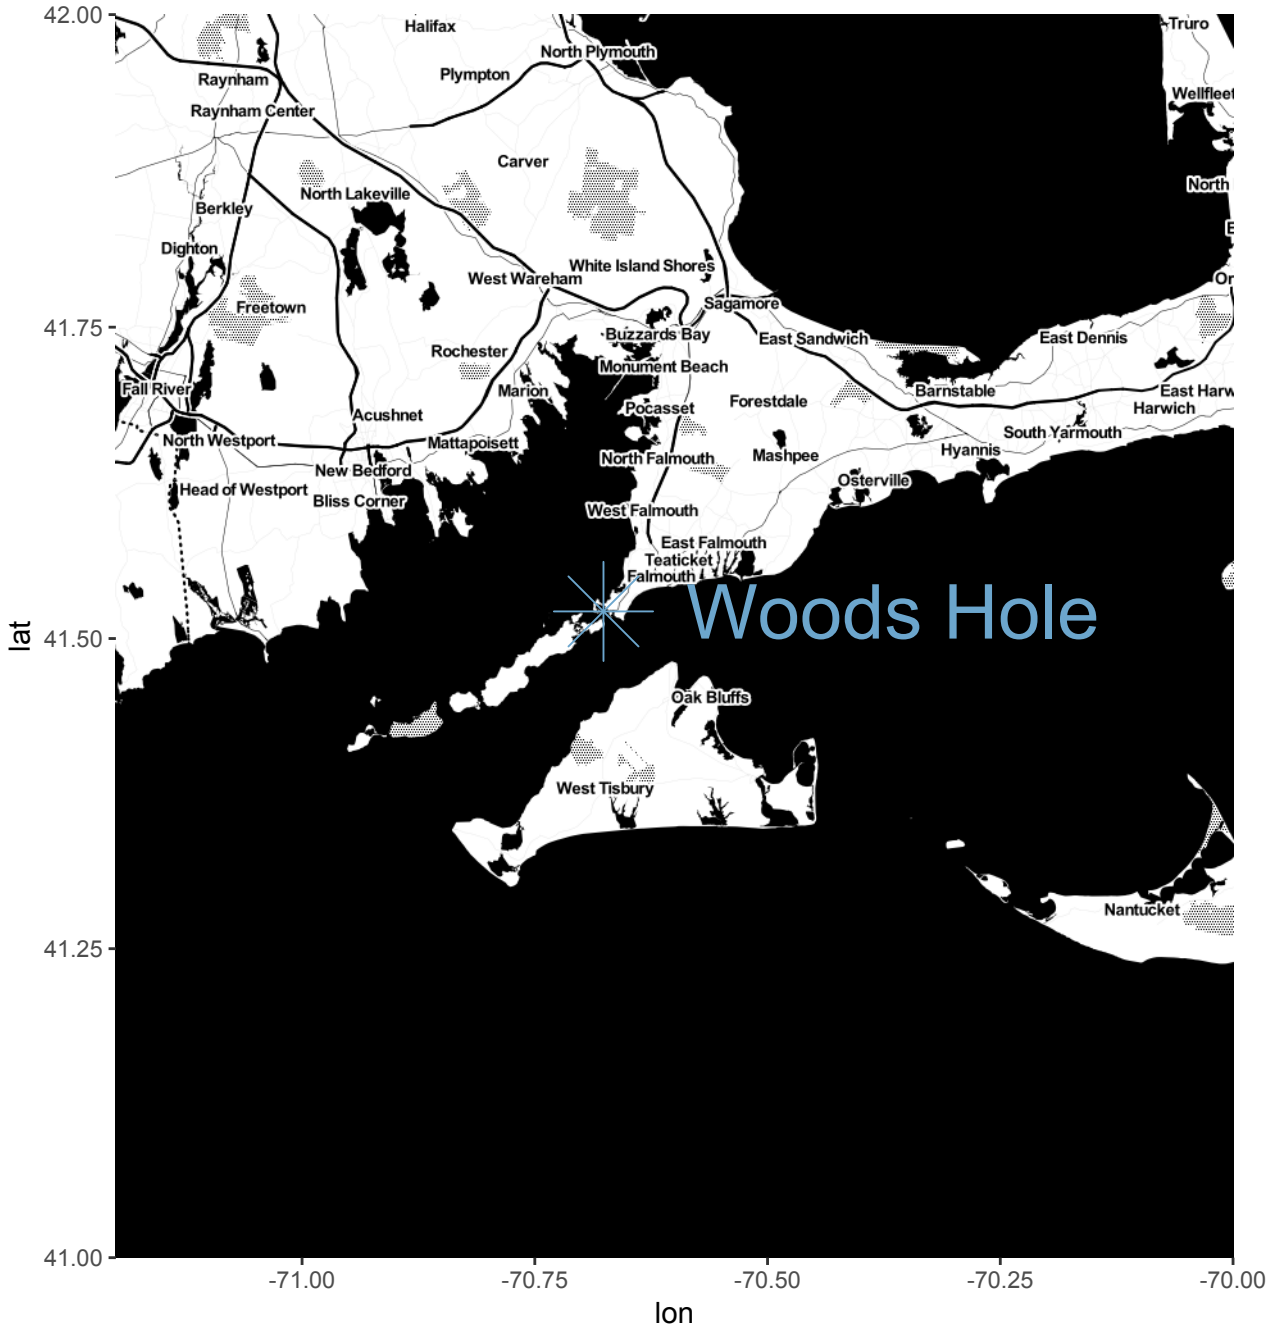 42.00
Halifax
Truro
North Plymouth
Plympton
Raynham
Wellfleet
Raynham Center
Carver
North
North Lakeville
Berkley
Dighton
White Island Shores
West Wareham
Or
Sagamore
Freetown
41.75
Buzzards Bay
East Sandwich
East Dennis
Rochester
Monument Beach
Fall River
Marion
Barnstable
East Harw
Forestdale
Pocasset
Harwich
Acushnet
South Yarmouth
North Westport
Mattapoisett
Hyannis
Mashpee
North Falmouth
New Bedford
Osterville
Head of Westport
Bliss Corner
West Falmouth
East Falmouth
Teaticket
Falmouth
Woods Hole
lat
41.50
Oak Bluffs
West Tisbury
Nantucket
41.25
41.00
-71.00
-70.75
-70.50
-70.25
-70.00
lon